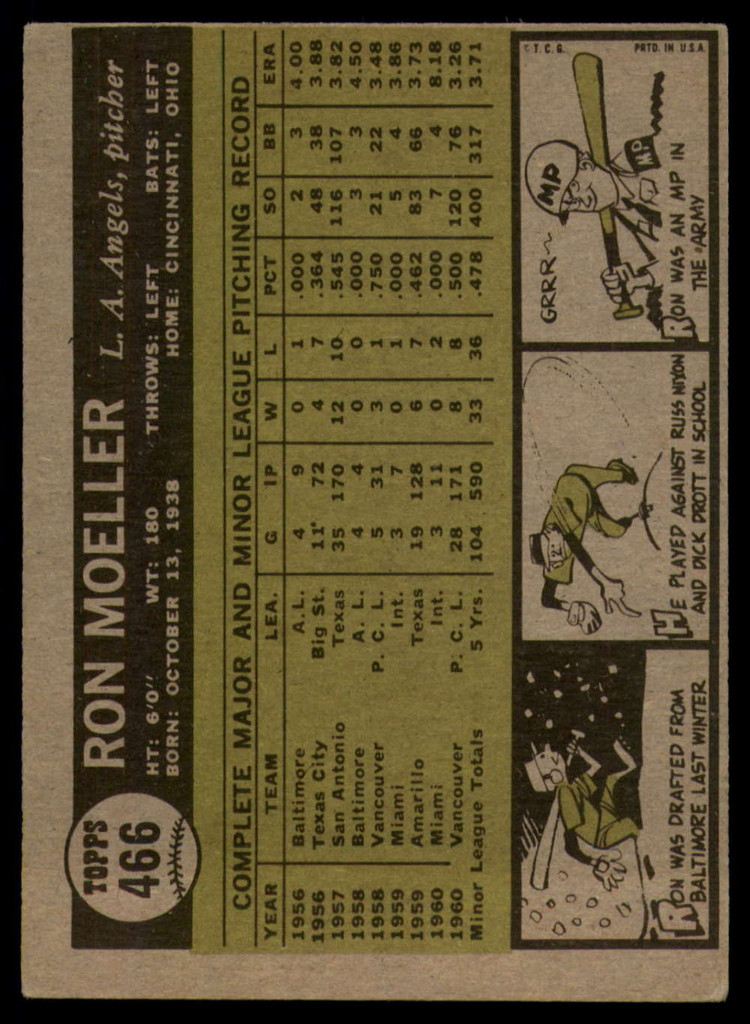 TOPPS
466
RON MOELLER L. A. Angels, pitcher
HT: 6'0" WT: 180 THROWS: LEFT BATS: LEFT
BORN: OCTOBER 13, 1938 HOME: CINCINNATI, OHIO
COMPLETE MAJOR AND MINOR LEAGUE PITCHING RECORD
YEAR TEAM LEA. G IP W L PCT SO BB ERA
1956 Baltimore A.L. 4 9 0 1 .000 2 3 4.00
1956 Texas City Big St. 11 72 4 7 .364 48 38 3.88
1957 San Antonio Texas 35 170 12 10 .545 116 107 3.82
1958 Baltimore A. L. 4 4 0 0 .000 3 3 4.50
1958 Vancouver P. C. L. 5 31 3 1 .750 21 22 3.48
1959 Miami Int. 3 7 0 1 .000 5 4 3.86
1959 Amarillo Texas 19 128 6 7 .462 83 66 3.73
1960 Miami Int. 3 11 0 2 .000 7 4 8.18
1960 Vancouver P. C. L. 28 171 8 8 .500 120 76 3.26
Minor League Totals 5 Yrs. 104 590 33 36 .478 400 317 3.71
RON WAS DRAFTED FROM
BALTIMORE LAST WINTER
HE PLAYED AGAINST RUSS NIXON
AND DICK DROTT IN SCHOOL
© T. C. G. PRTD. IN U.S.A.
GRRR~
MP
MP
RON WAS AN MP IN
THE ARMY